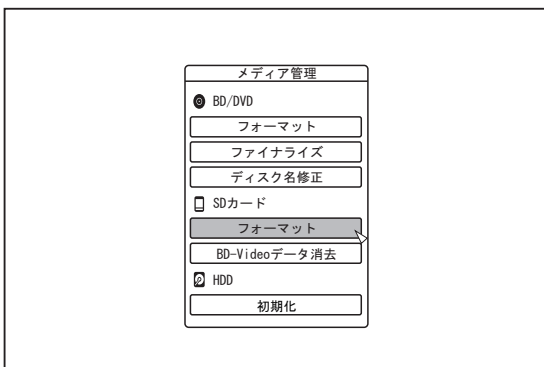 メディア管理
BD/DVD
フォーマット
ファイナライズ
ディスク名修正
SDカード
フォーマット
BD-Videoデータ消去
HDD
初期化